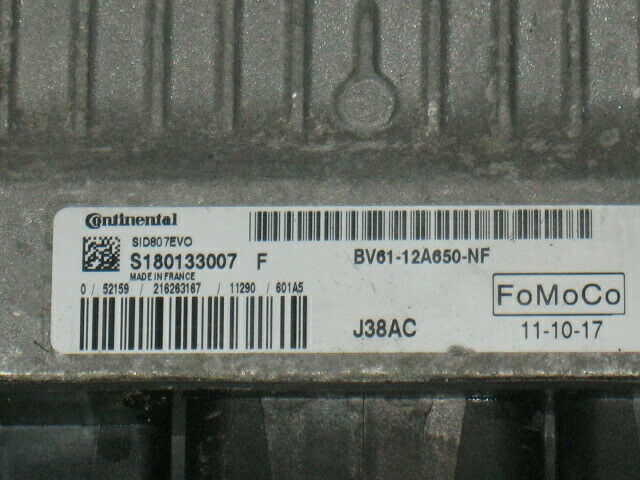 Continental
SID807EVO
S180133007 F
MADE IN FRANCE
0 / 52159 / 216263167 / 11290 / 601A5
BV61-12A650-NF
FoMoCo
J38AC
11-10-17